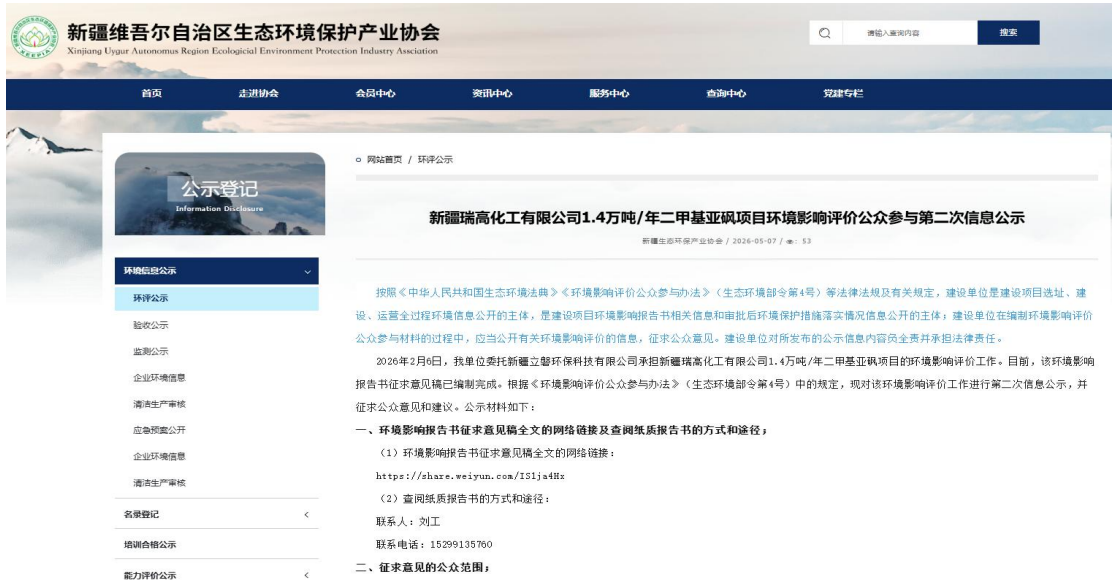 新疆维吾尔自治区生态环境保护产业协会
Xinjiang Uygur Autonomus Region Ecologicial Environment Protection Industry Assciation
请输入查询内容
搜索
首页 走进协会 会员中心 资讯中心 服务中心 查询中心 党建专栏
公示登记
Information Disclosure
环境信息公示
环评公示
验收公示
监测公示
企业环境信息
清洁生产审核
应急预案公开
企业环境信息
清洁生产审核
名录登记
培训合格公示
能力评价公示
网站首页 / 环评公示
新疆瑞高化工有限公司1.4万吨/年二甲基亚砜项目环境影响评价公众参与第二次信息公示
新疆生态环保产业协会 / 2026-05-07 / : 53
按照《中华人民共和国生态环境法典》《环境影响评价公众参与办法》（生态环境部令第4号）等法律法规及有关规定，建设单位是建设项目选址、建
设、运营全过程环境信息公开的主体，是建设项目环境影响报告书相关信息和审批后环境保护措施落实情况信息公开的主体；建设单位在编制环境影响评价
公众参与材料的过程中，应当公开有关环境影响评价的信息，征求公众意见。建设单位对所发布的公示信息内容负全责并承担法律责任。
2026年2月6日，我单位委托新疆立磐环保科技有限公司承担新疆瑞高化工有限公司1.4万吨/年二甲基亚砜项目的环境影响评价工作。目前，该环境影响
报告书征求意见稿已编制完成。根据《环境影响评价公众参与办法》（生态环境部令第4号）中的规定，现对该环境影响评价工作进行第二次信息公示，并
征求公众意见和建议。公示材料如下：
一、环境影响报告书征求意见稿全文的网络链接及查阅纸质报告书的方式和途径；
（1）环境影响报告书征求意见稿全文的网络链接：
https://share.weiyun.com/IS1ja4Hx
（2）查阅纸质报告书的方式和途径：
联系人：刘工
联系电话：15299135760
二、征求意见的公众范围；